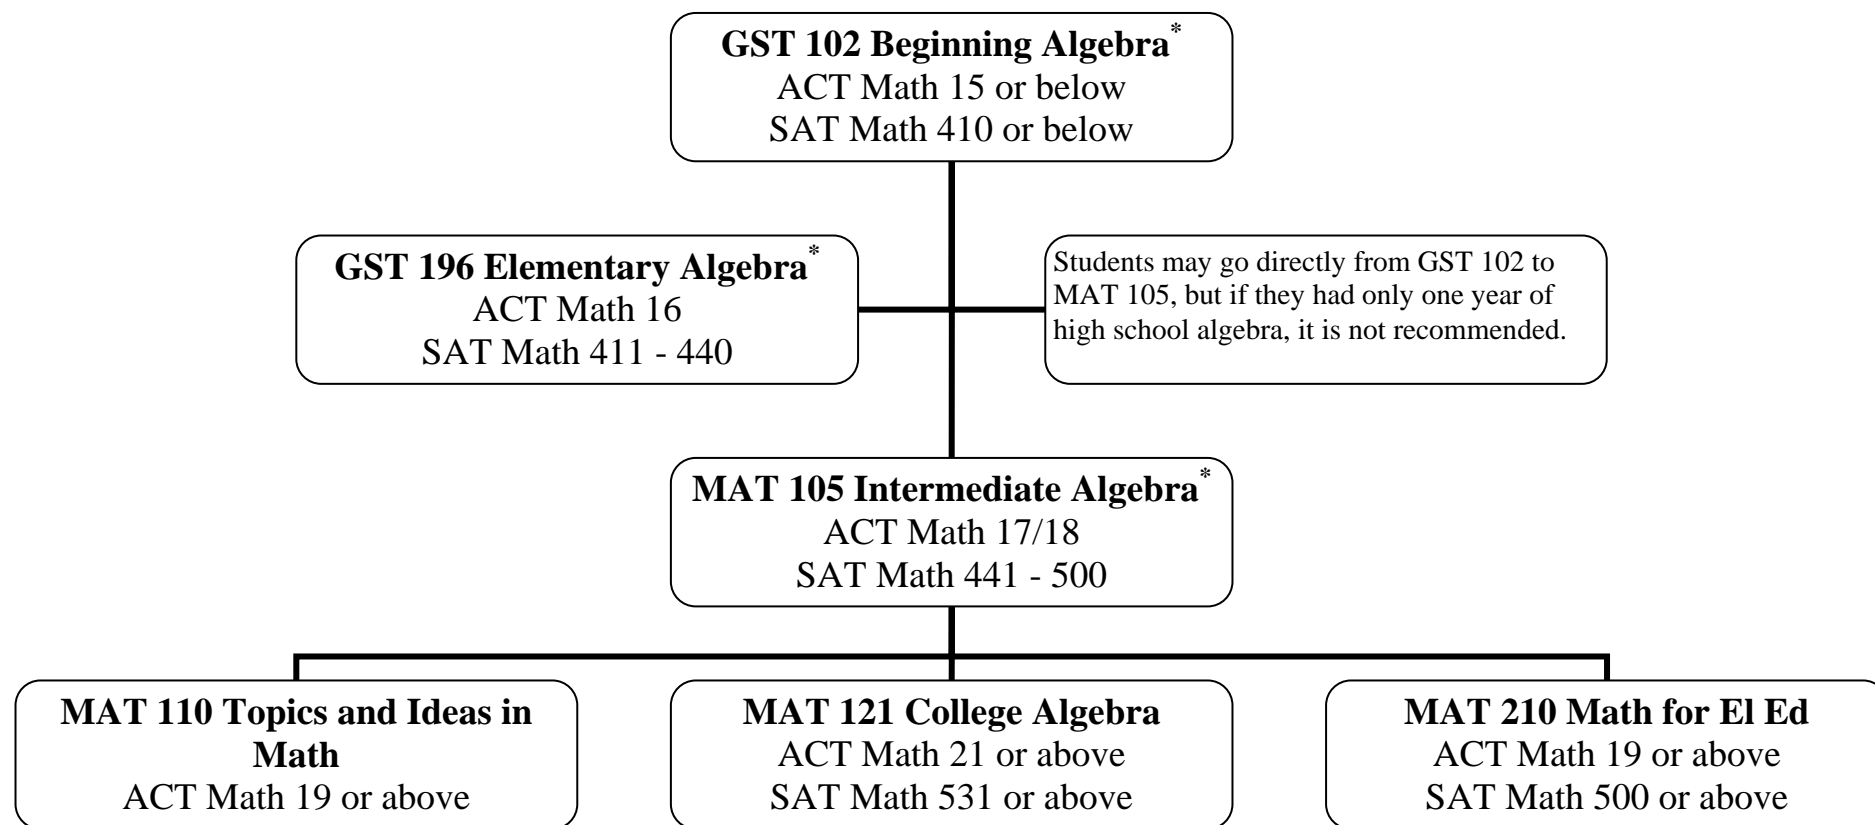 GST 102 Beginning Algebra*
ACT Math 15 or below
SAT Math 410 or below
GST 196 Elementary Algebra*
ACT Math 16
SAT Math 411 - 440
Students may go directly from GST 102 to
MAT 105, but if they had only one year of
high school algebra, it is not recommended.
MAT 105 Intermediate Algebra*
ACT Math 17/18
SAT Math 441 - 500
MAT 110 Topics and Ideas in
Math
ACT Math 19 or above
MAT 121 College Algebra
ACT Math 21 or above
SAT Math 531 or above
MAT 210 Math for El Ed
ACT Math 19 or above
SAT Math 500 or above